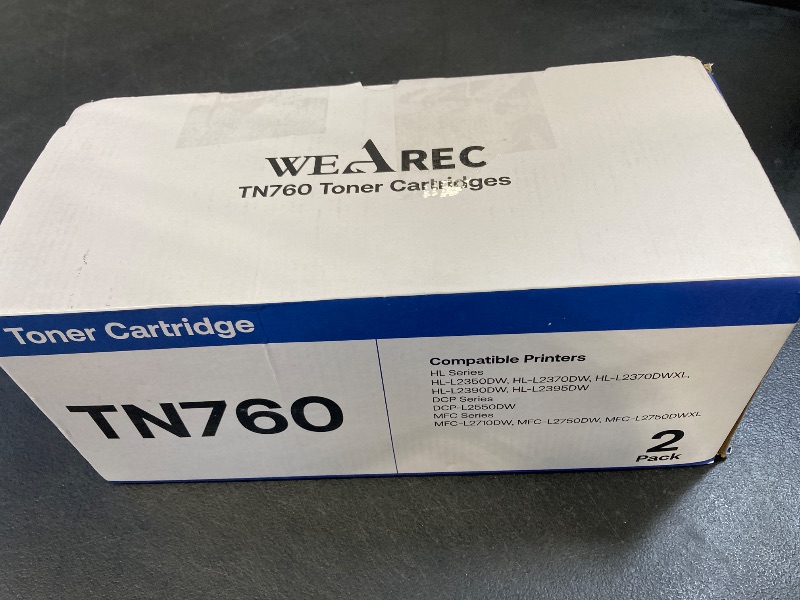 WEAREC
TN760 Toner Cartridges
Toner Cartridge
TN760
Compatible Printers
HL Series
HL-L2350DW, HL-L2370DW, HL-L2370DWXL,
HL-L2390DW, HL-L2395DW
DCP Series
DCP-L2550DW
MFC Series
MFC-L2710DW, MFC-L2750DW, MFC-L2750DWXL
2
Pack